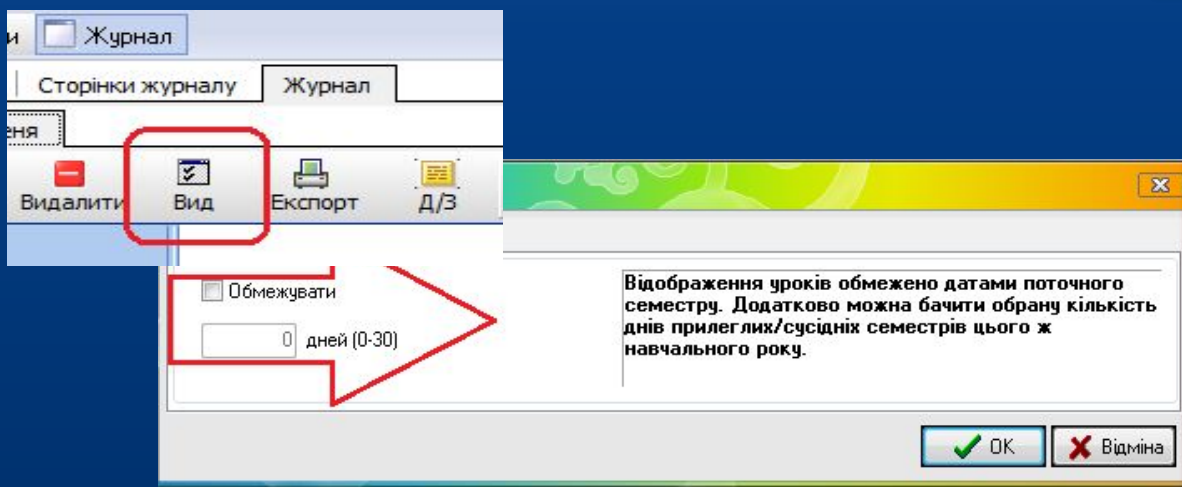 и Журнал
Сторінки журналу Журнал
еня
Видалити Вид Експорт Д/З
Обмежувати
0 дней (0-30)
Відображення уроків обмежено датами поточного
семестру. Додатково можна бачити обрану кількість
днів прилеглих/сусідніх семестрів цього ж
навчального року.
OK Відміна